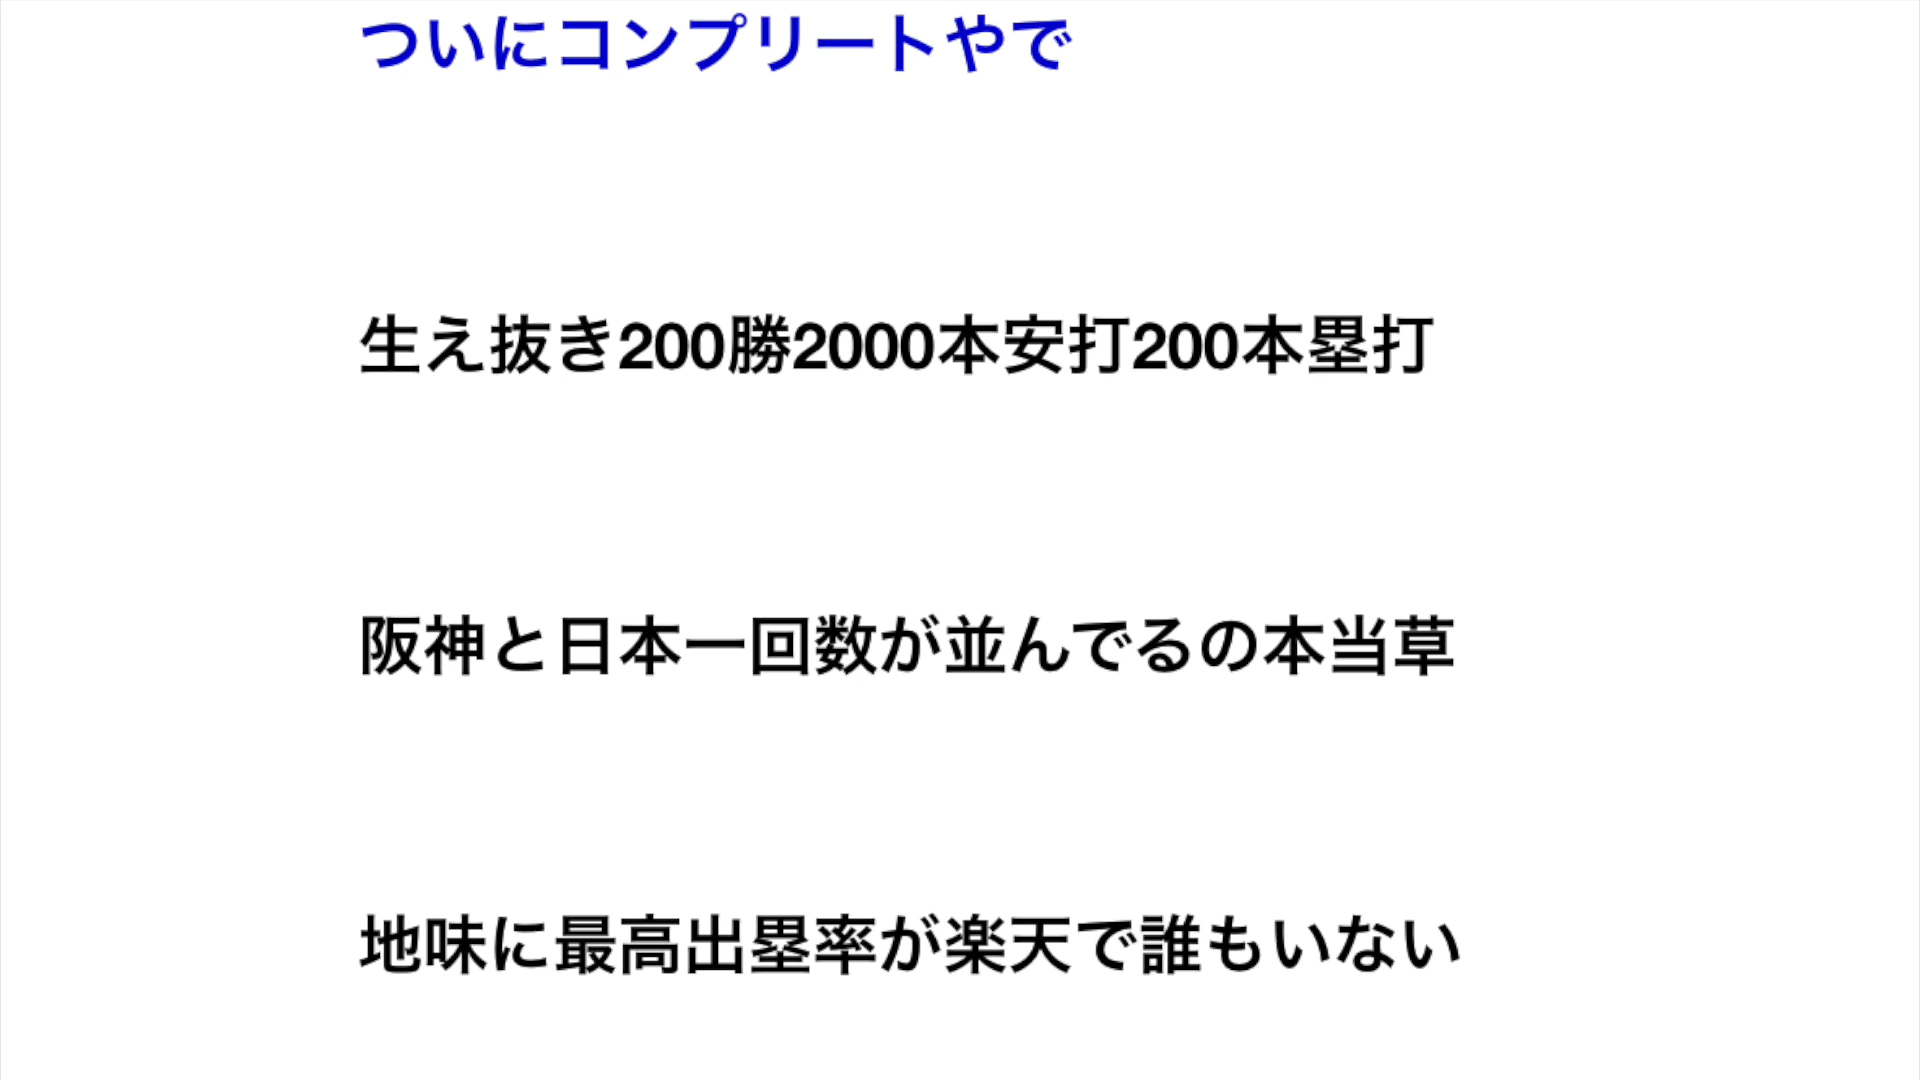 ついにコンプリートやで
生え抜き200勝2000本安打200本塁打
阪神と日本一回数が並んでるの本当草
地味に最高出塁率が楽天で誰もいない